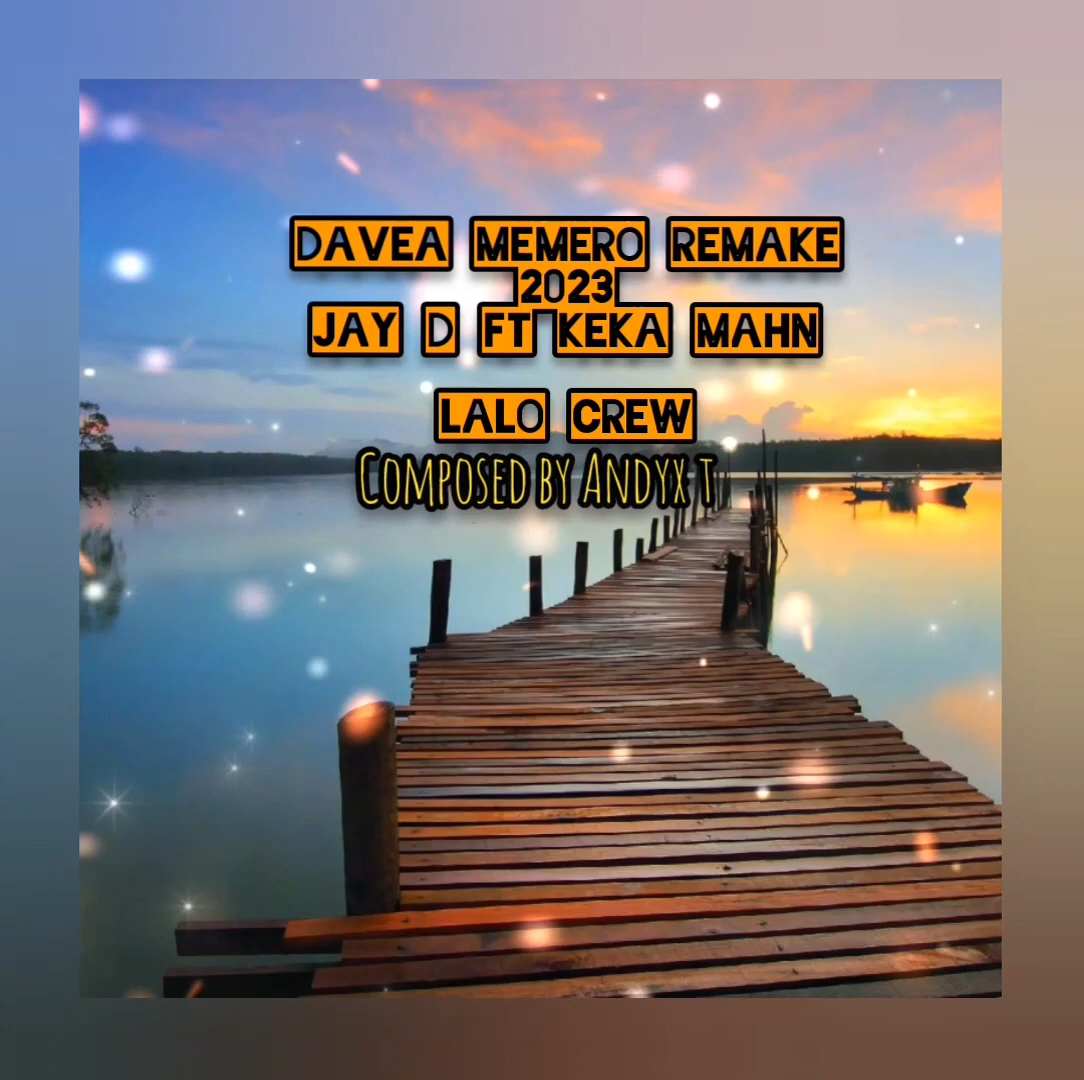 DAVEA MEMERO REMAKE
2023
JAY D FT KEKA MAHN
LALO CREW
Composed by Andyx t